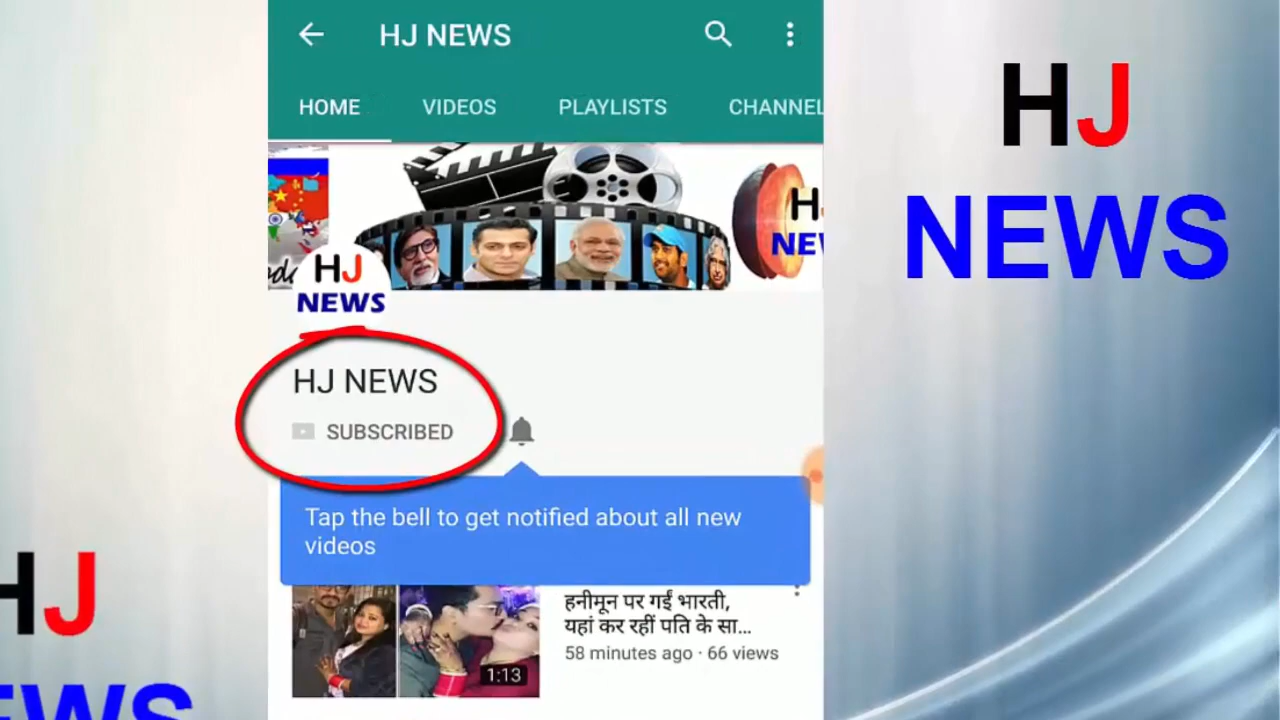 HJ NEWS
HOME VIDEOS PLAYLISTS CHANNEL
HJ
NEWS
HJ
NEWS
HJ NEWS
SUBSCRIBED
Tap the bell to get notified about all new
videos
हनीमून पर गईं भारती,
यहां कर रहीं पति के सा...
58 minutes ago · 66 views
1:13
HJ
EWS